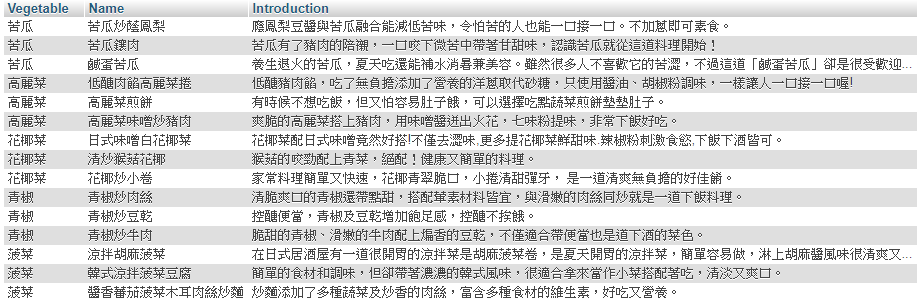 Vegetable Name Introduction
苦瓜 苦瓜炒蔭鳳梨 蔭鳳梨豆醬與苦瓜融合能減低苦味，令怕苦的人也能一口接一口。不加蔥即可素食。
苦瓜 苦瓜鑲肉 苦瓜有了豬肉的陪襯，一口咬下微苦中帶著甘甜味，認識苦瓜就從這道料理開始！
苦瓜 鹹蛋苦瓜 養生退火的苦瓜，夏天吃還能補水消暑兼美容。雖然很多人不喜歡它的苦澀，不過這道「鹹蛋苦瓜」卻是很受歡迎...
高麗菜 低醣肉餡高麗菜捲 低醣豬肉餡，吃了無負擔添加了營養的洋蔥取代砂糖，只使用醬油、胡椒粉調味，一樣讓人一口接一口喔!
高麗菜 高麗菜煎餅 有時候不想吃飯，但又怕容易肚子餓，可以選擇吃點蔬菜煎餅墊墊肚子。
高麗菜 高麗菜味噌炒豬肉 爽脆的高麗菜搭上豬肉，用味噌醬迸出火花，七味粉提味，非常下飯好吃。
花椰菜 日式味噌白花椰菜 花椰菜配日式味噌竟然好搭!不僅去澀味,更多提花椰菜鮮甜味.辣椒粉刺激食慾,下飯下酒皆可。
花椰菜 清炒猴菇花椰 猴菇的咬勁配上青菜，絕配！健康又簡單的料理。
花椰菜 花椰炒小卷 家常料理簡單又快速，花椰青翠脆口，小捲清甜彈牙， 是一道清爽無負擔的好佳餚。
青椒 青椒炒肉絲 清脆爽口的青椒還帶點甜，搭配葷素材料皆宜，與滑嫩的肉絲同炒就是一道下飯料理。
青椒 青椒炒豆乾 控醣便當，青椒及豆乾增加飽足感，控醣不挨餓。
青椒 青椒炒牛肉 脆甜的青椒、滑嫩的牛肉配上煸香的豆乾，不僅適合帶便當也是道下酒的菜色。
菠菜 涼拌胡麻菠菜 在日式居酒屋有一道很開胃的涼拌菜是胡麻菠菜卷，是夏天開胃的涼拌菜，簡單容易做，淋上胡麻醬風味很清爽又...
菠菜 韓式涼拌菠菜豆腐 簡單的食材和調味，但卻帶著濃濃的韓式風味，很適合拿來當作小菜搭配著吃，清淡又爽口。
菠菜 醬香蕃茄菠菜木耳肉絲炒麵 炒麵添加了多種蔬菜及炒香的肉絲，富含多種食材的維生素，好吃又營養。